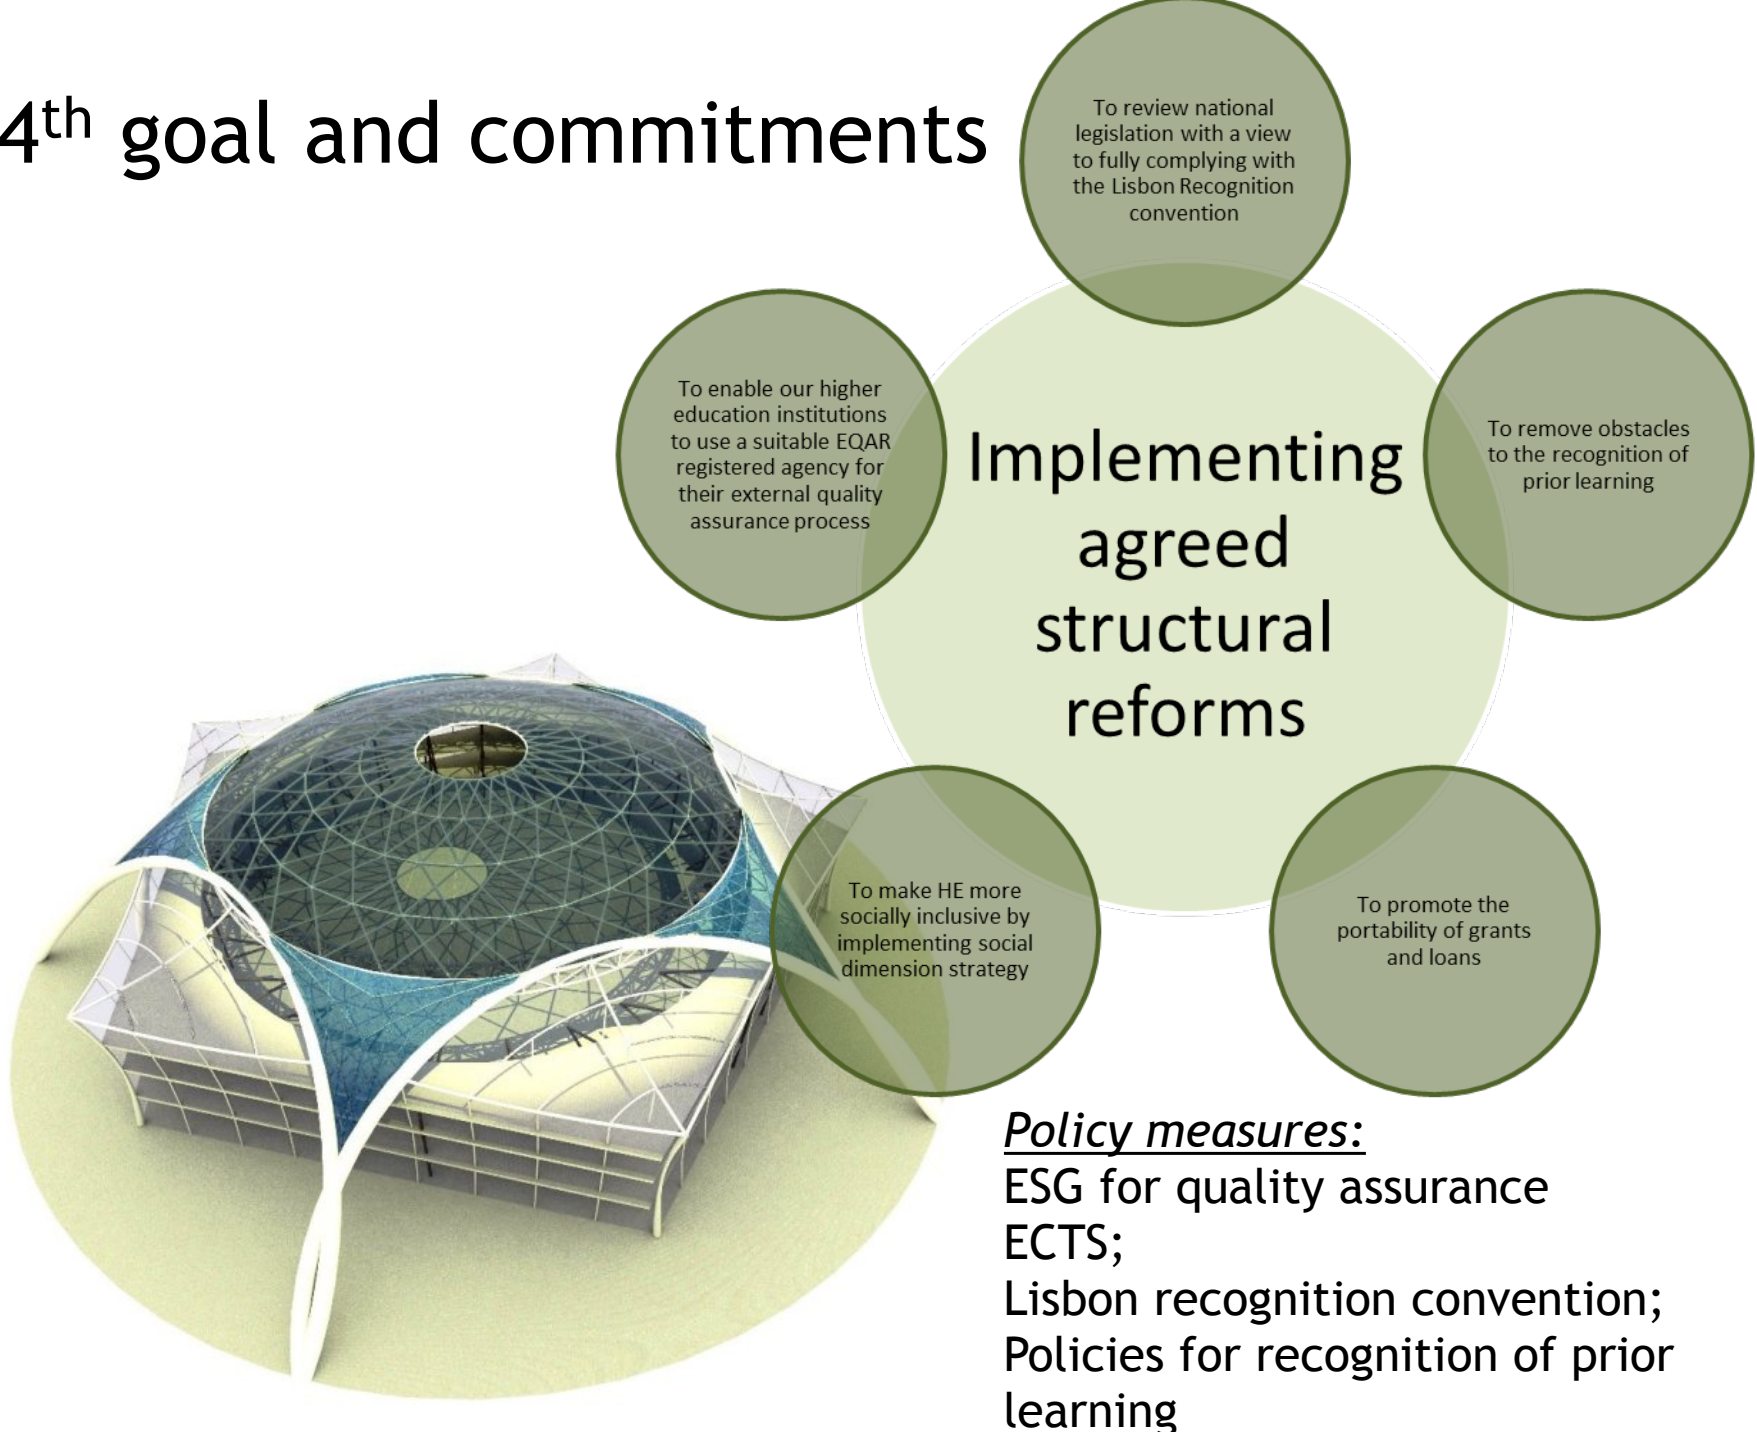 4th goal and commitments
To review national
legislation with a view
to fully complying with
the Lisbon Recognition
convention
To enable our higher
education institutions
to use a suitable EQAR
registered agency for
their external quality
assurance process
Implementing
agreed
structural
reforms
To remove obstacles
to the recognition of
prior learning
To make HE more
socially inclusive by
implementing social
dimension strategy
To promote the
portability of grants
and loans
Policy measures:
ESG for quality assurance
ECTS;
Lisbon recognition convention;
Policies for recognition of prior
learning